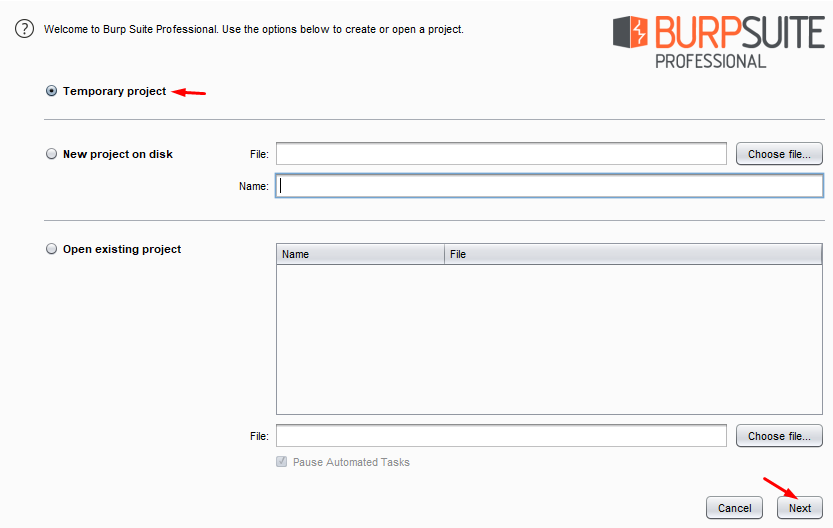 Welcome to Burp Suite Professional. Use the options below to create or open a project.
BURPSUITE
PROFESSIONAL
Temporary project
New project on disk
File:
Choose file...
Name:
Open existing project
Name
File
File:
Choose file...
Pause Automated Tasks
Cancel
Next